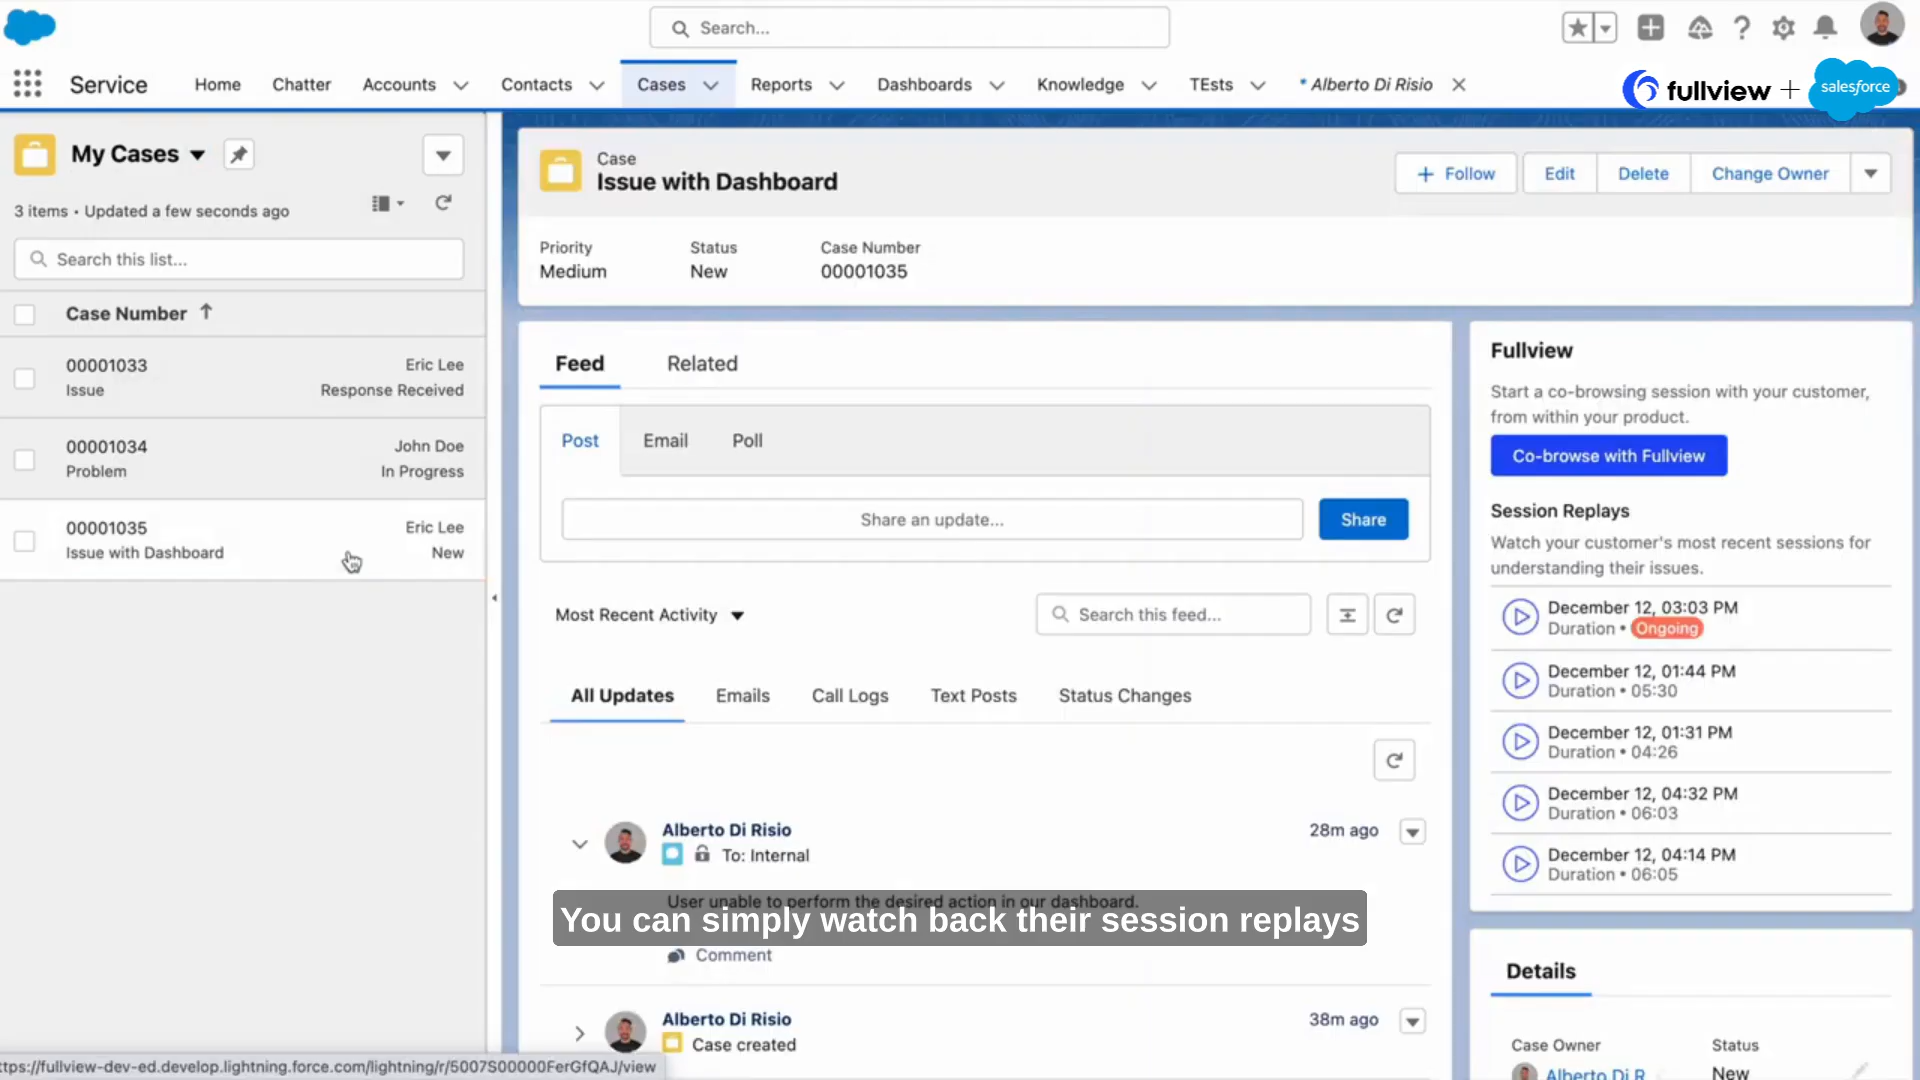 Search...
Service
Home
Chatter
Accounts
Contacts
Cases
Reports
Dashboards
Knowledge
TEsts
* Alberto Di Risio
fullview +
salesforce
My Cases
3 items • Updated a few seconds ago
Search this list...
Case Number
00001033
Eric Lee
Issue
Response Received
00001034
John Doe
Problem
In Progress
00001035
Eric Lee
Issue with Dashboard
New
Case
Issue with Dashboard
+ Follow
Edit
Delete
Change Owner
Priority
Medium
Status
New
Case Number
00001035
Feed
Related
Post
Email
Poll
Share an update...
Share
Most Recent Activity
Search this feed...
All Updates
Emails
Call Logs
Text Posts
Status Changes
Alberto Di Risio
28m ago
To: Internal
User unable to perform the desired action in our dashboard.
You can simply watch back their session replays
Comment
Alberto Di Risio
38m ago
Case created
Fullview
Start a co-browsing session with your customer,
from within your product.
Co-browse with Fullview
Session Replays
Watch your customer's most recent sessions for
understanding their issues.
December 12, 03:03 PM
Duration • Ongoing
December 12, 01:44 PM
Duration • 05:30
December 12, 01:31 PM
Duration • 04:26
December 12, 04:32 PM
Duration • 06:03
December 12, 04:14 PM
Duration • 06:05
Details
Case Owner
Alberto Di R
Status
New
ttps://fullview-dev-ed.develop.lightning.force.com/lightning/r/5007S00000FerGfQAJ/view